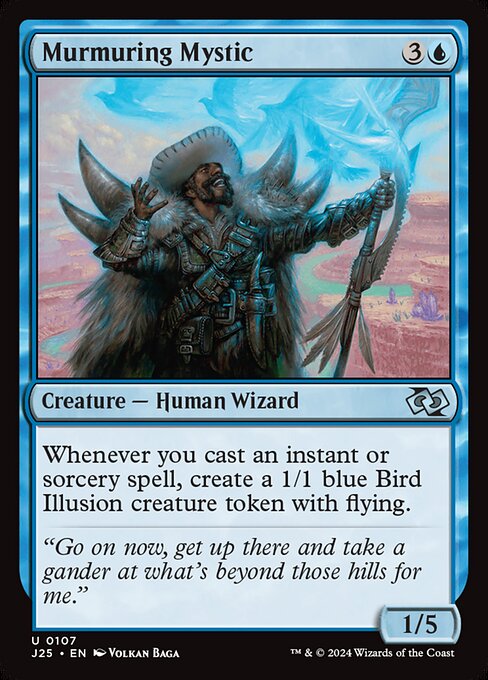 Murmuring Mystic 3
Creature — Human Wizard
Whenever you cast an instant or
sorcery spell, create a 1/1 blue Bird
Illusion creature token with flying.
“Go on now, get up there and take a
gander at what’s beyond those hills for
me.”
1/5
U 0107
J25 • EN Volkan Baga ™ & © 2024 Wizards of the Coast